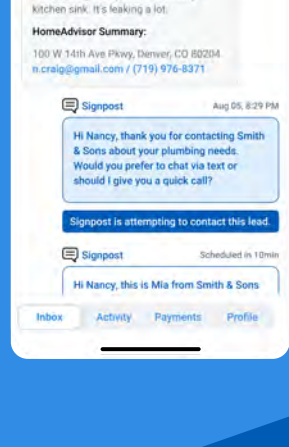 kitchen sink. It's leaking a lot.
HomeAdvisor Summary:
100 W 14th Ave Pkwy, Denver, CO 80204
n.craig@gmail.com / (719) 976-8371
Signpost Aug 05, 8:29 PM
Hi Nancy, thank you for contacting Smith
& Sons about your plumbing needs.
Would you prefer to chat via text or
should I give you a quick call?
Signpost is attempting to contact this lead.
Signpost Scheduled in 10min
Hi Nancy, this is Mia from Smith & Sons
Inbox Activity Payments Profile